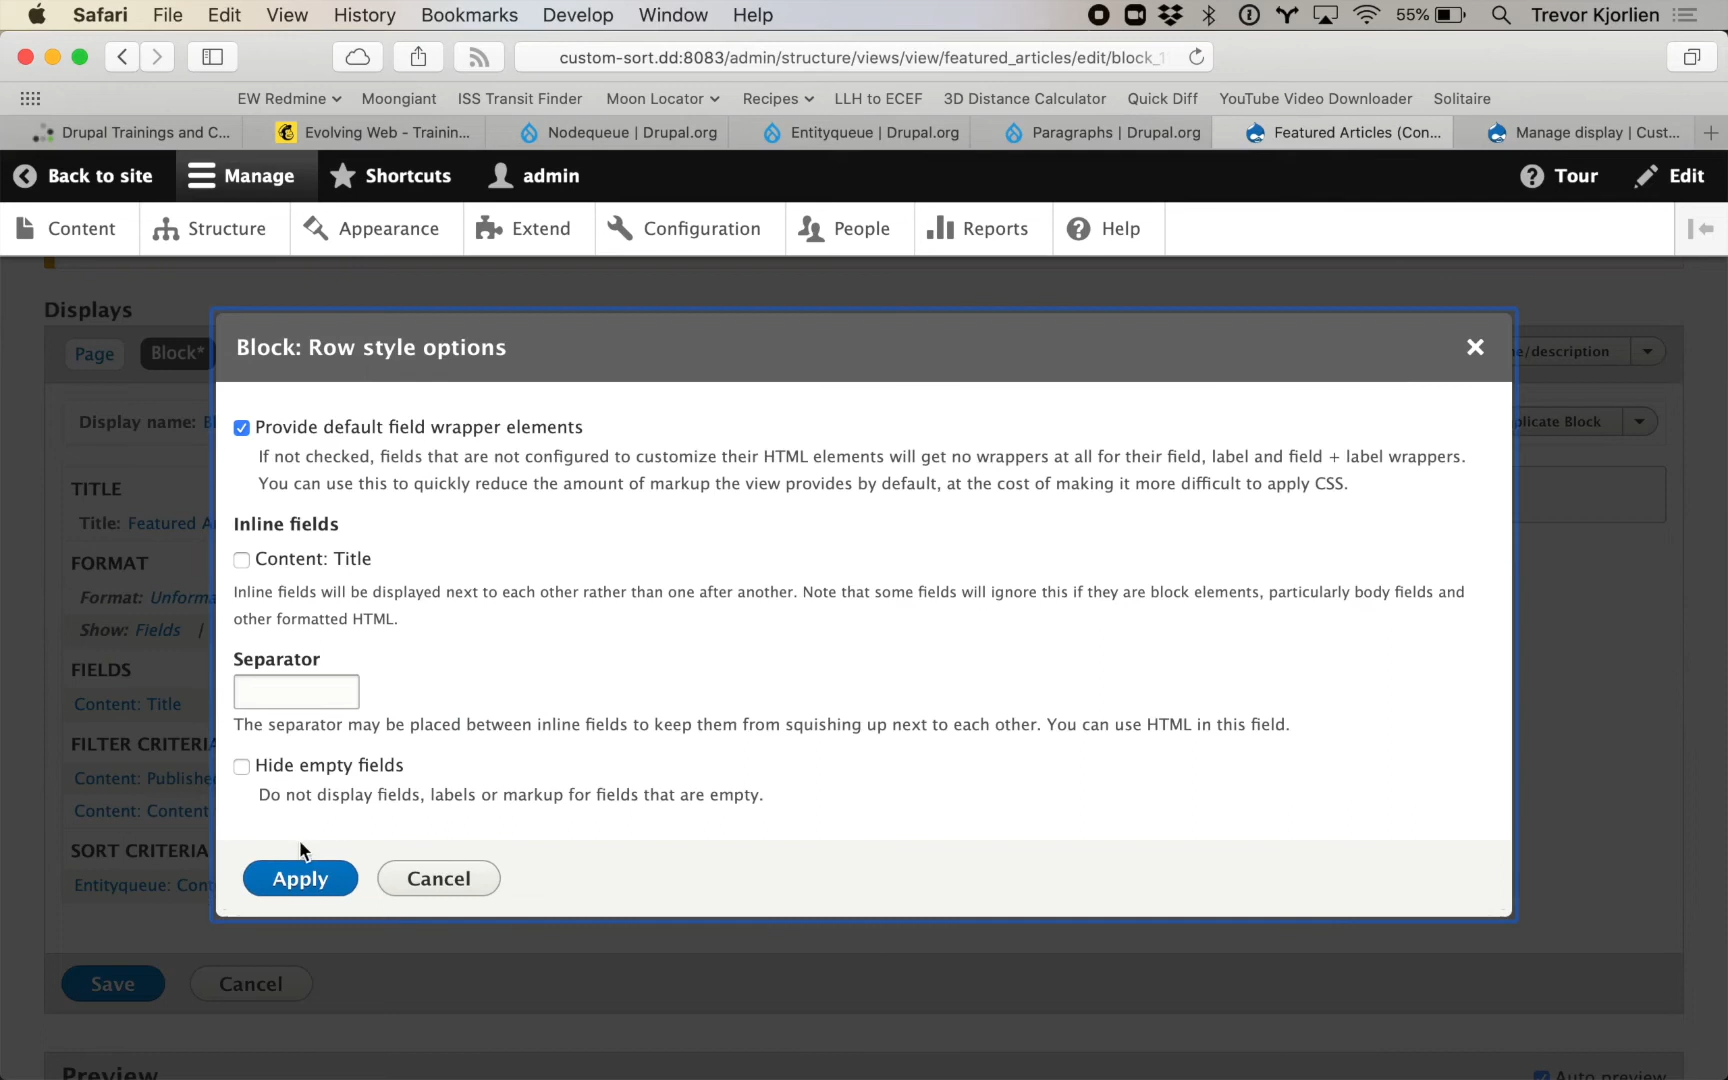 Safari File Edit View History Bookmarks Develop Window Help 55% Trevor Kjorlien
custom-sort.dd:8083/admin/structure/views/view/featured_articles/edit/block_1
EW Redmine Moongiant ISS Transit Finder Moon Locator Recipes LLH to ECEF 3D Distance Calculator Quick Diff YouTube Video Downloader Solitaire
Drupal Trainings and C... Evolving Web - Trainin... Nodequeue | Drupal.org Entityqueue | Drupal.org Paragraphs | Drupal.org Featured Articles (Con... Manage display | Cust...
Back to site Manage Shortcuts admin Tour Edit
Content Structure Appearance Extend Configuration People Reports Help
Displays
Page Block* e/description
Block: Row style options
Display name: plicate Block
Provide default field wrapper elements
If not checked, fields that are not configured to customize their HTML elements will get no wrappers at all for their field, label and field + label wrappers.
You can use this to quickly reduce the amount of markup the view provides by default, at the cost of making it more difficult to apply CSS.
TITLE
Title: Featured A
Inline fields
FORMAT
Content: Title
Format: Unforma
Inline fields will be displayed next to each other rather than one after another. Note that some fields will ignore this if they are block elements, particularly body fields and
other formatted HTML.
Show: Fields |
FIELDS
Separator
Content: Title
The separator may be placed between inline fields to keep them from squishing up next to each other. You can use HTML in this field.
FILTER CRITERIA
Hide empty fields
Content: Publishe
Do not display fields, labels or markup for fields that are empty.
Content: Content
SORT CRITERIA
Entityqueue: Cont
Apply Cancel
Save Cancel
Preview Auto preview